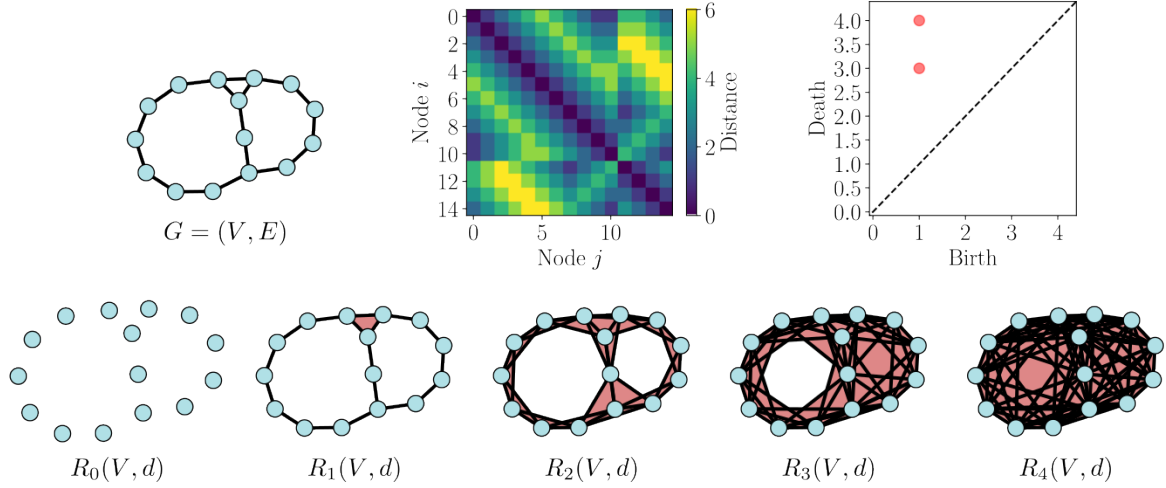 G = (V, E)
0
2
4
6
8
10
12
14
Node i
0
5
10
Node j
6
4
2
0
Distance
4.0
3.5
3.0
2.5
2.0
1.5
1.0
0.5
0.0
Death
0
1
2
3
4
Birth
R₀(V, d)
R₁(V, d)
R₂(V, d)
R₃(V, d)
R₄(V, d)